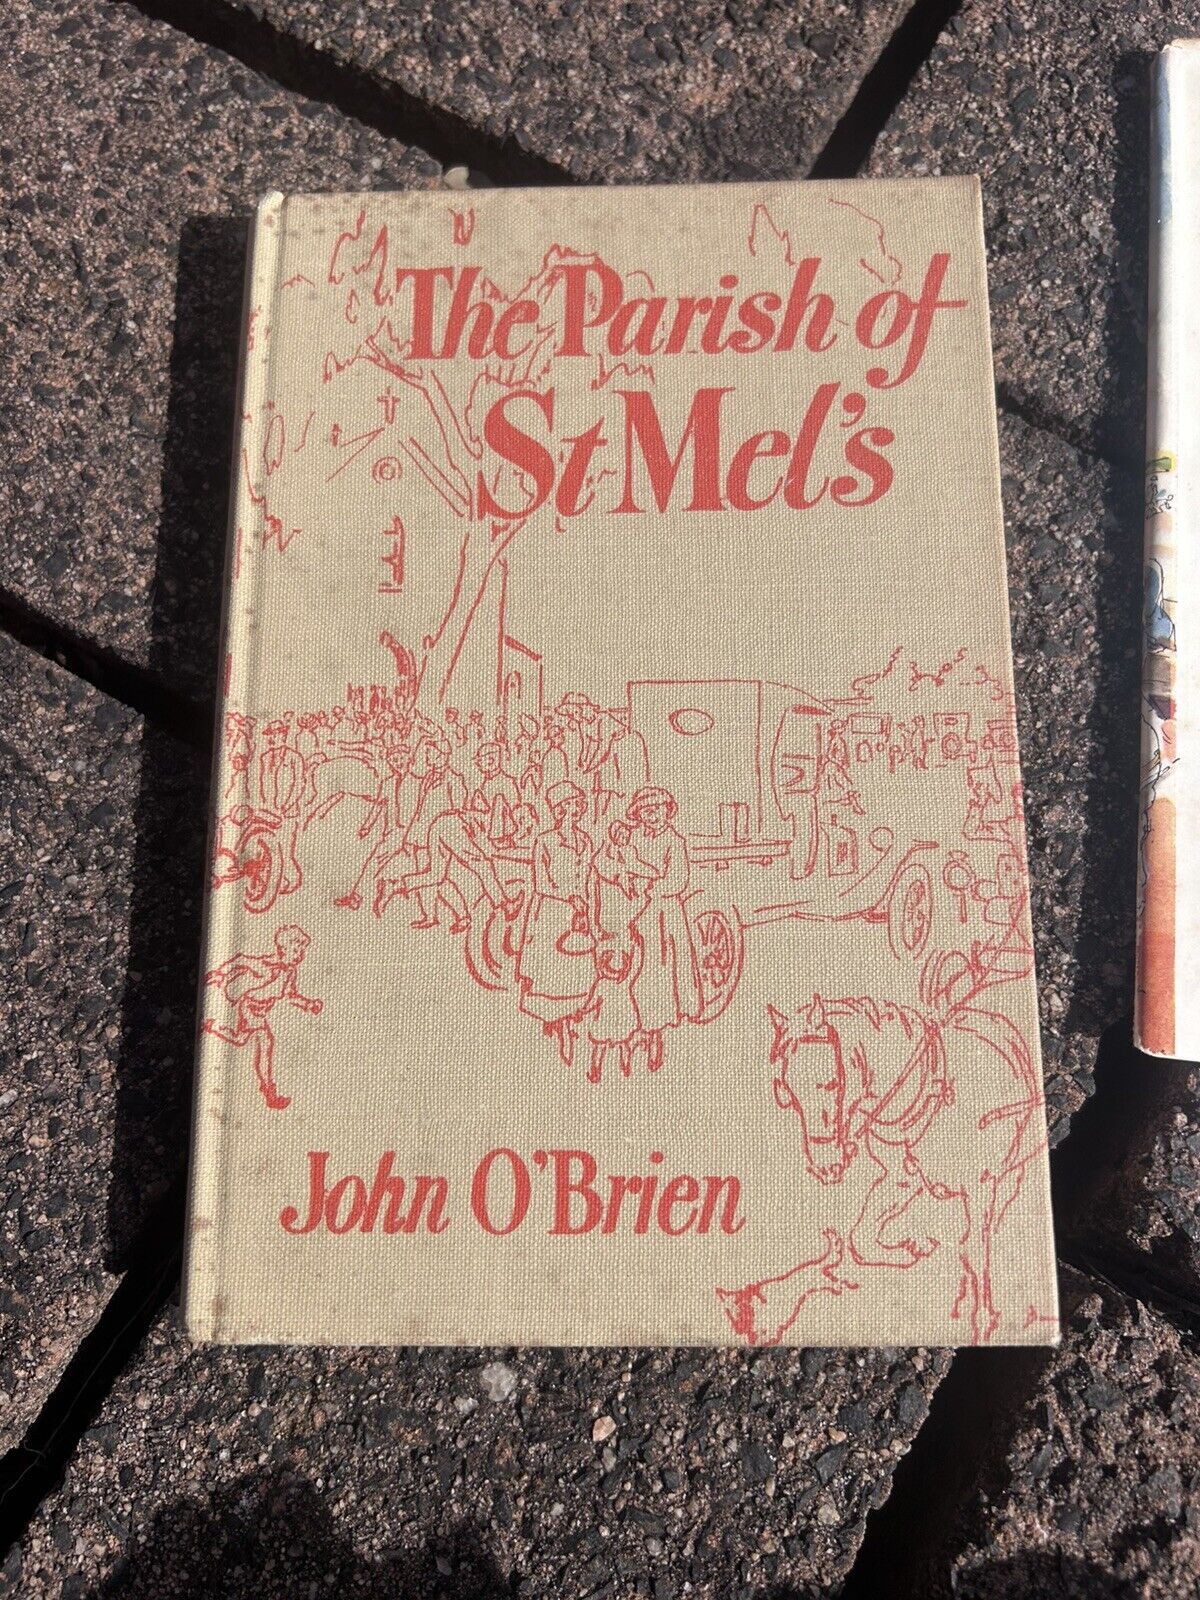 The Parish of
St Mel's
John O'Brien